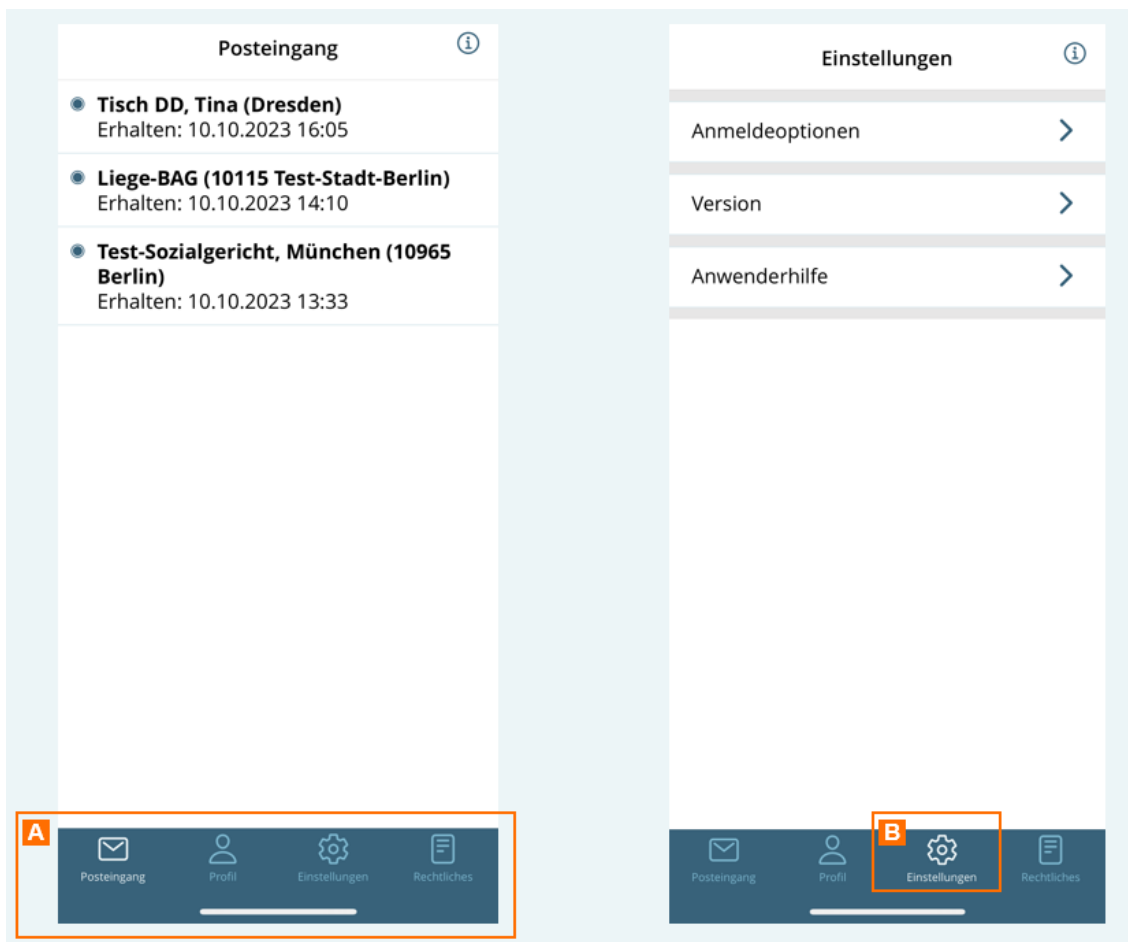 Posteingang
Tisch DD, Tina (Dresden)
Erhalten: 10.10.2023 16:05
Liege-BAG (10115 Test-Stadt-Berlin)
Erhalten: 10.10.2023 14:10
Test-Sozialgericht, München (10965
Berlin)
Erhalten: 10.10.2023 13:33
A
Posteingang Profil Einstellungen Rechtliches
Einstellungen
Anmeldeoptionen
Version
Anwenderhilfe
B
Posteingang Profil Einstellungen Rechtliches